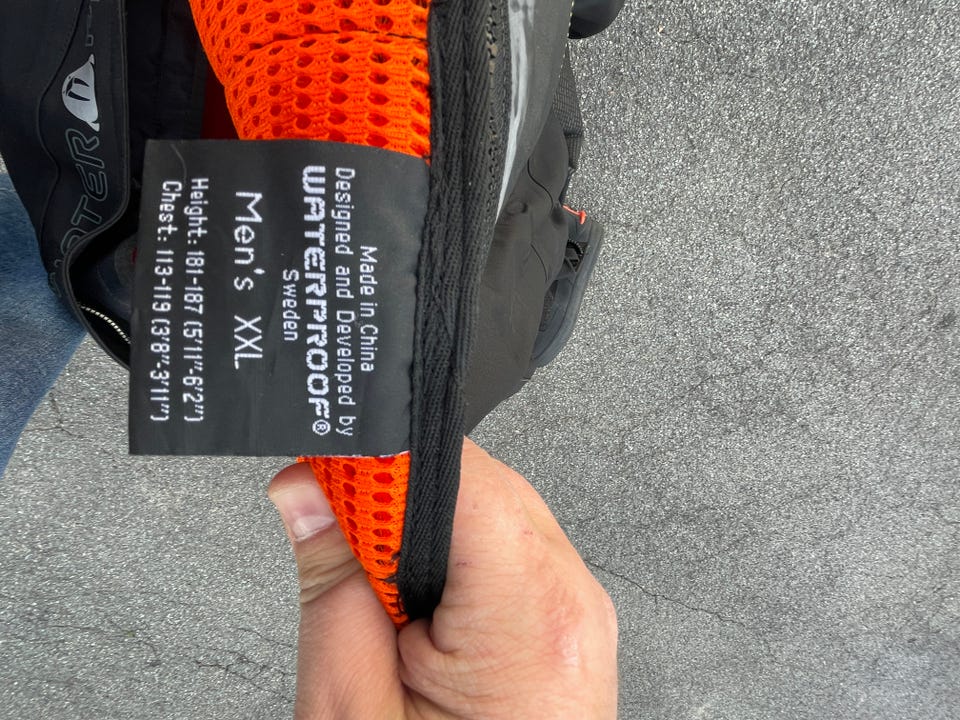 Made in China
Designed and Developed by
WATERPROOF®
Sweden
Men's XXL
Height: 181-187 (5'11"-6'2")
Chest: 113-119 (3'8"-3'11")